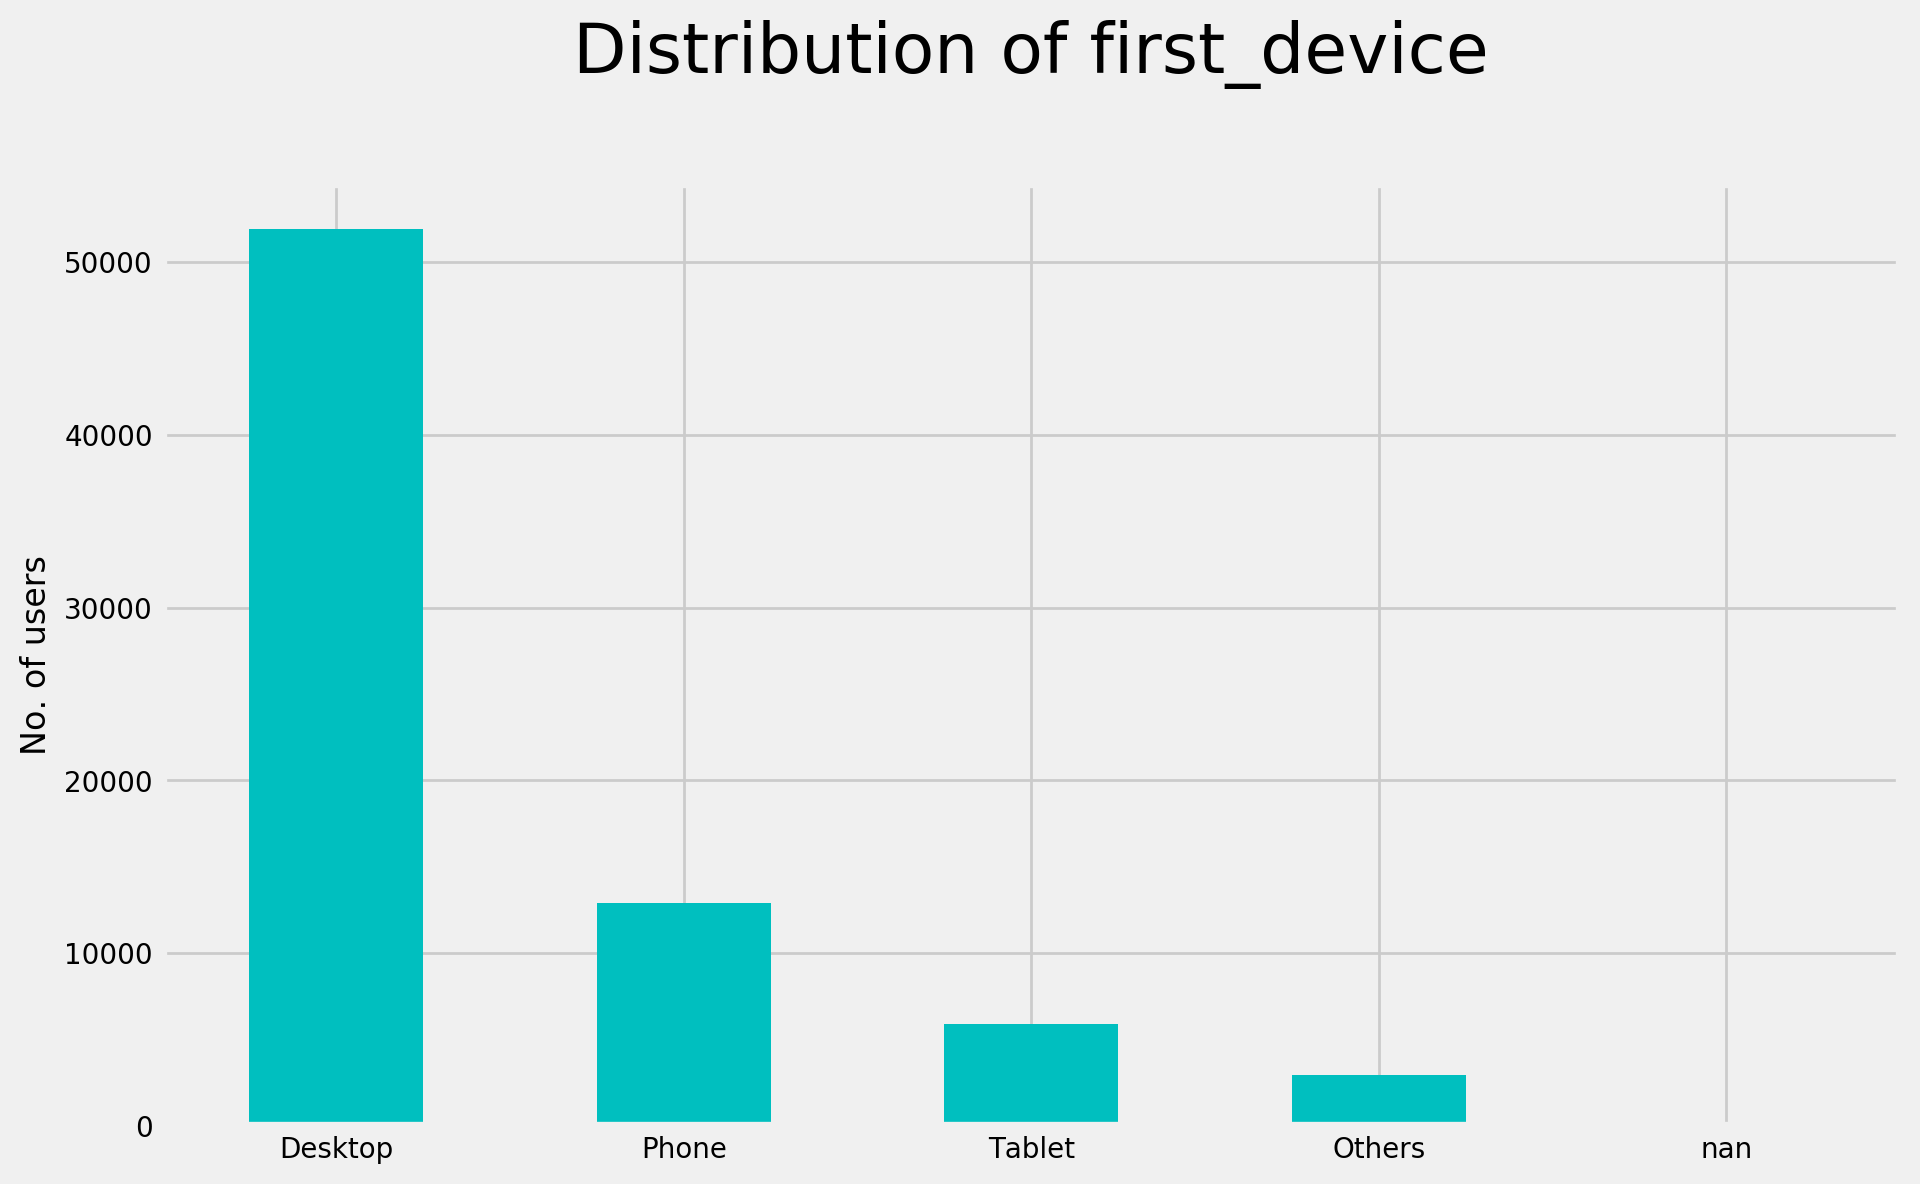 Distribution of first_device
No. of users
50000
40000
30000
20000
10000
0
Desktop
Phone
Tablet
Others
nan